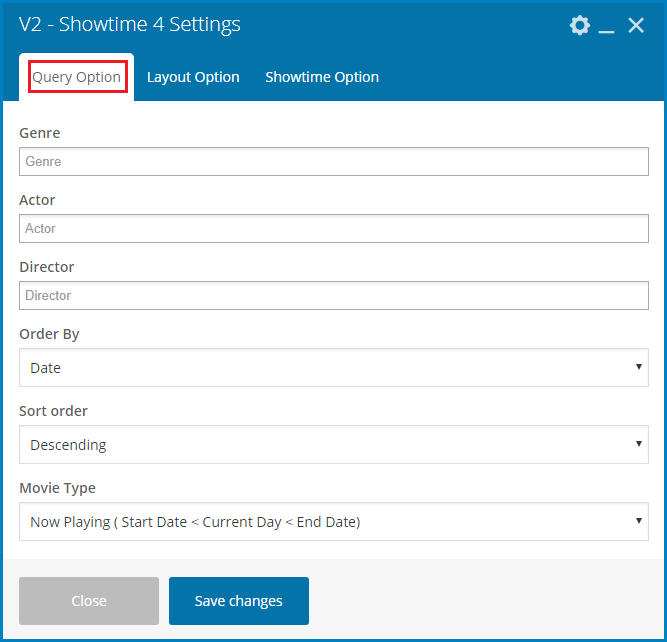 V2 - Showtime 4 Settings
Query Option Layout Option Showtime Option
Genre
Genre
Actor
Actor
Director
Director
Order By
Date
Sort order
Descending
Movie Type
Now Playing ( Start Date < Current Day < End Date)
Close Save changes